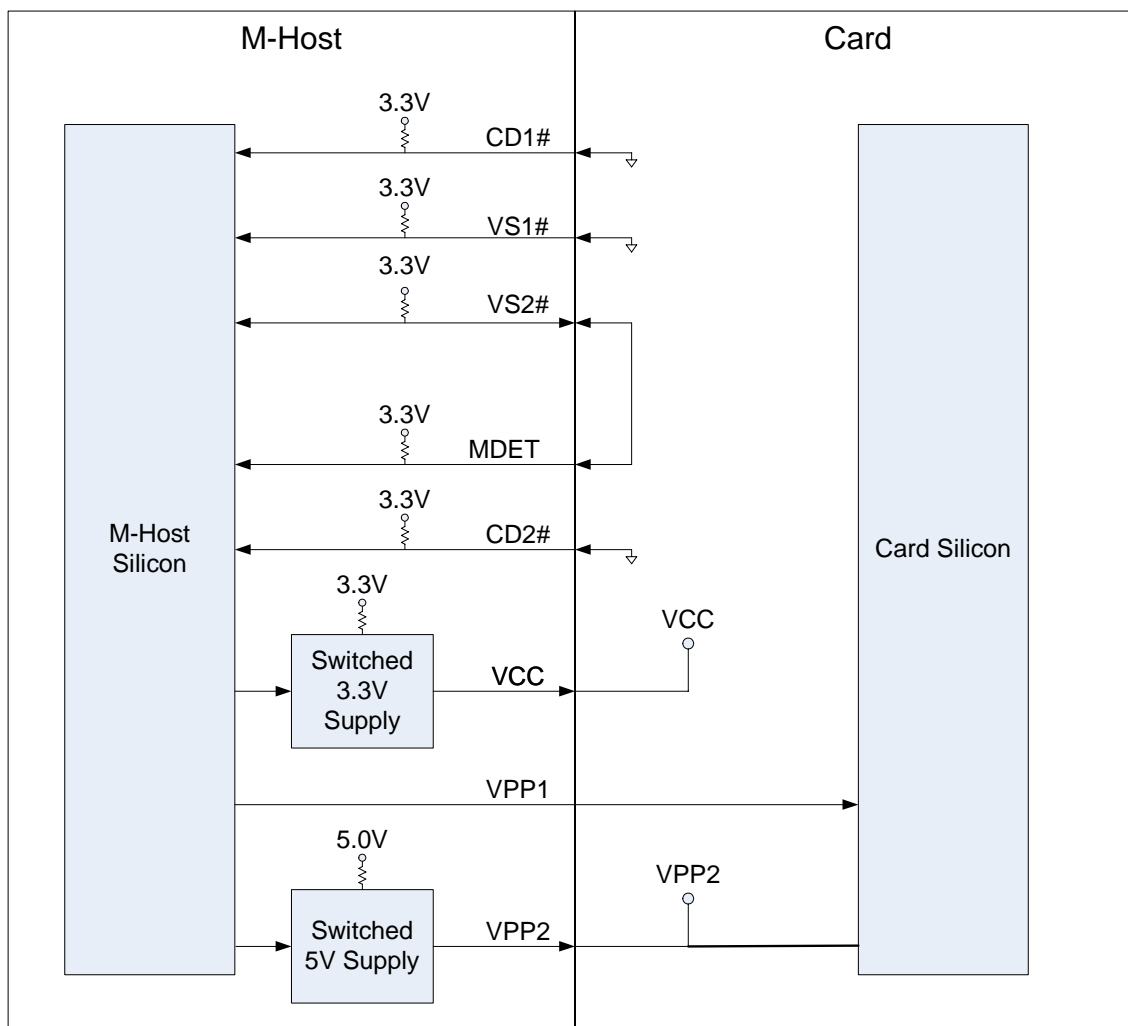 M-Host
Card
3.3V
CD1#
3.3V
VS1#
3.3V
VS2#
3.3V
MDET
3.3V
CD2#
M-Host
Silicon
Card Silicon
3.3V
Switched
3.3V
Supply
VCC
VCC
VPP1
5.0V
Switched
5V Supply
VPP2
VPP2